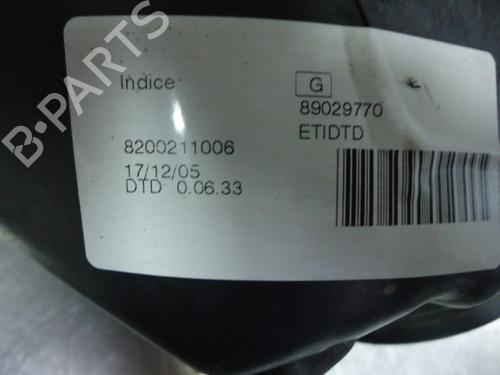 Indice
G
89029770
ETIDTD
8200211006
17/12/05
DTD 0.06.33
B-PARTS